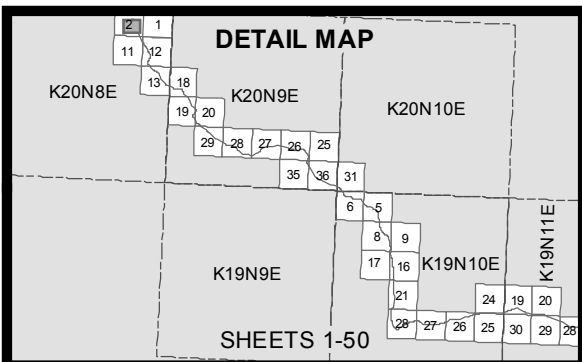 2 1
DETAIL MAP
11 12
K20N8E
13 18
K20N9E
K20N10E
19 20
29 28 27 26 25
35 36 31
6 5
K19N11E
8 9
K19N9E
17 16
K19N10E
21
24 19 20
28 27 26 25 30 29 28
SHEETS 1-50